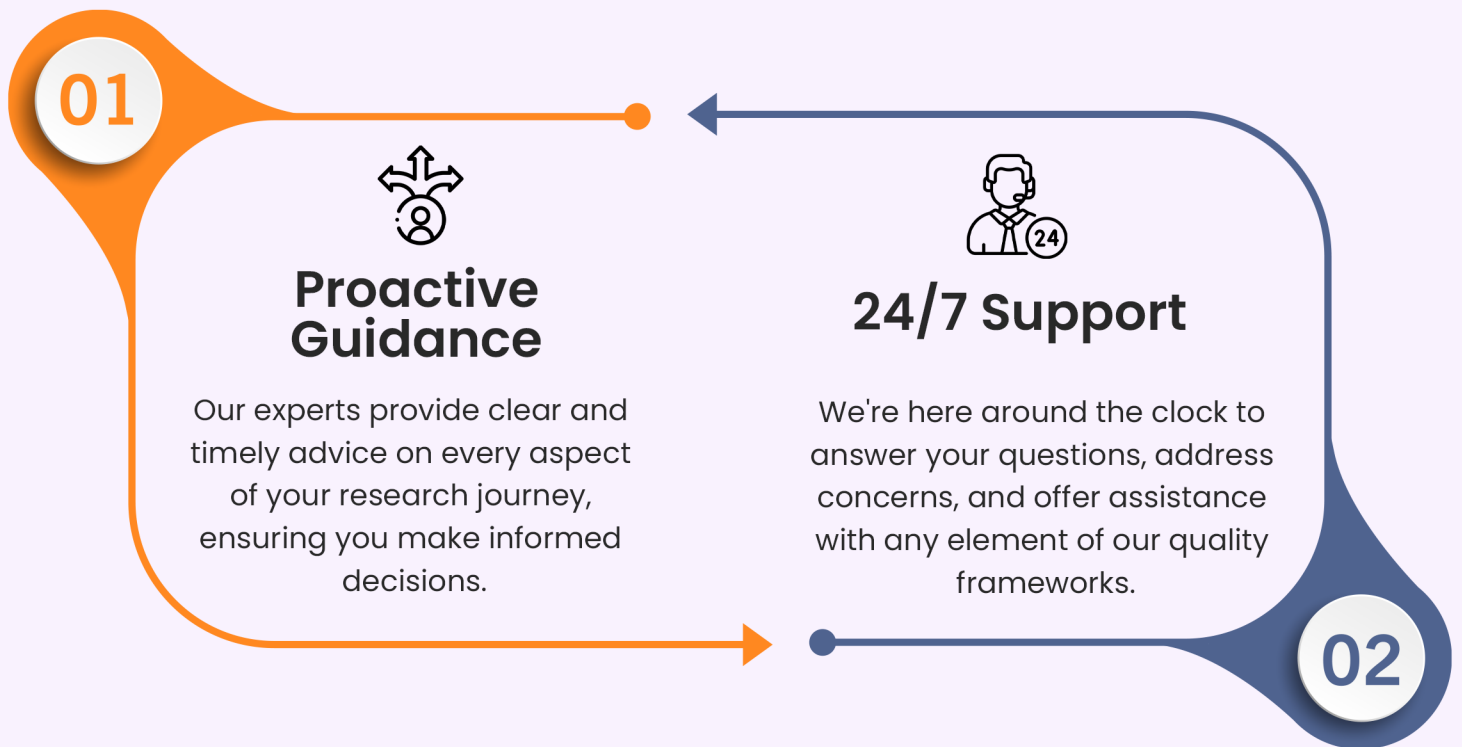 01
Proactive
Guidance
Our experts provide clear and
timely advice on every aspect
of your research journey,
ensuring you make informed
decisions.
24
24/7 Support
We're here around the clock to
answer your questions, address
concerns, and offer assistance
with any element of our quality
frameworks.
02